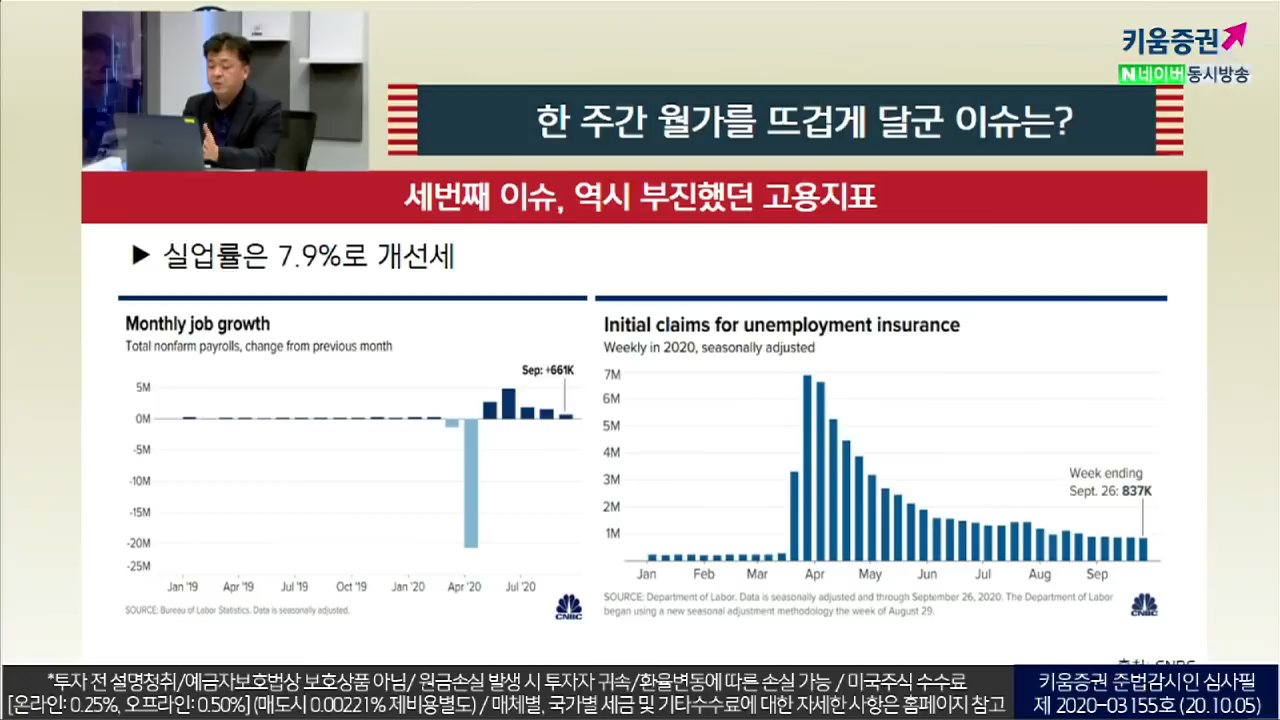 키움증권
N 네이버 동시방송
한 주간 월가를 뜨겁게 달군 이슈는?
세번째 이슈, 역시 부진했던 고용지표
▶ 실업률은 7.9%로 개선세
Monthly job growth
Total nonfarm payrolls, change from previous month
Sep: +661K
5M
0M
-5M
-10M
-15M
-20M
-25M
Jan '19 Apr '19 Jul '19 Oct '19 Jan '20 Apr '20 Jul '20
SOURCE: Bureau of Labor Statistics. Data is seasonally adjusted.
CNBC
Initial claims for unemployment insurance
Weekly in 2020, seasonally adjusted
7M
6M
5M
4M
3M
2M
1M
Week ending
Sept. 26: 837K
Jan Feb Mar Apr May Jun Jul Aug Sep
SOURCE: Department of Labor. Data is seasonally adjusted and through September 26, 2020. The Department of Labor
began using a new seasonal adjustment methodology the week of August 29.
CNBC
*투자 전 설명청취/예금자보호법상 보호상품 아님/ 원금손실 발생 시 투자자 귀속/환율변동에 따른 손실 가능 / 미국주식 수수료
[온라인: 0.25%, 오프라인: 0.50%] (매도시 0.00221% 제비용별도) / 매체별, 국가별 세금 및 기타수수료에 대한 자세한 사항은 홈페이지 참고
키움증권 준법감시인 심사필
제 2020-03155호 (20.10.05)